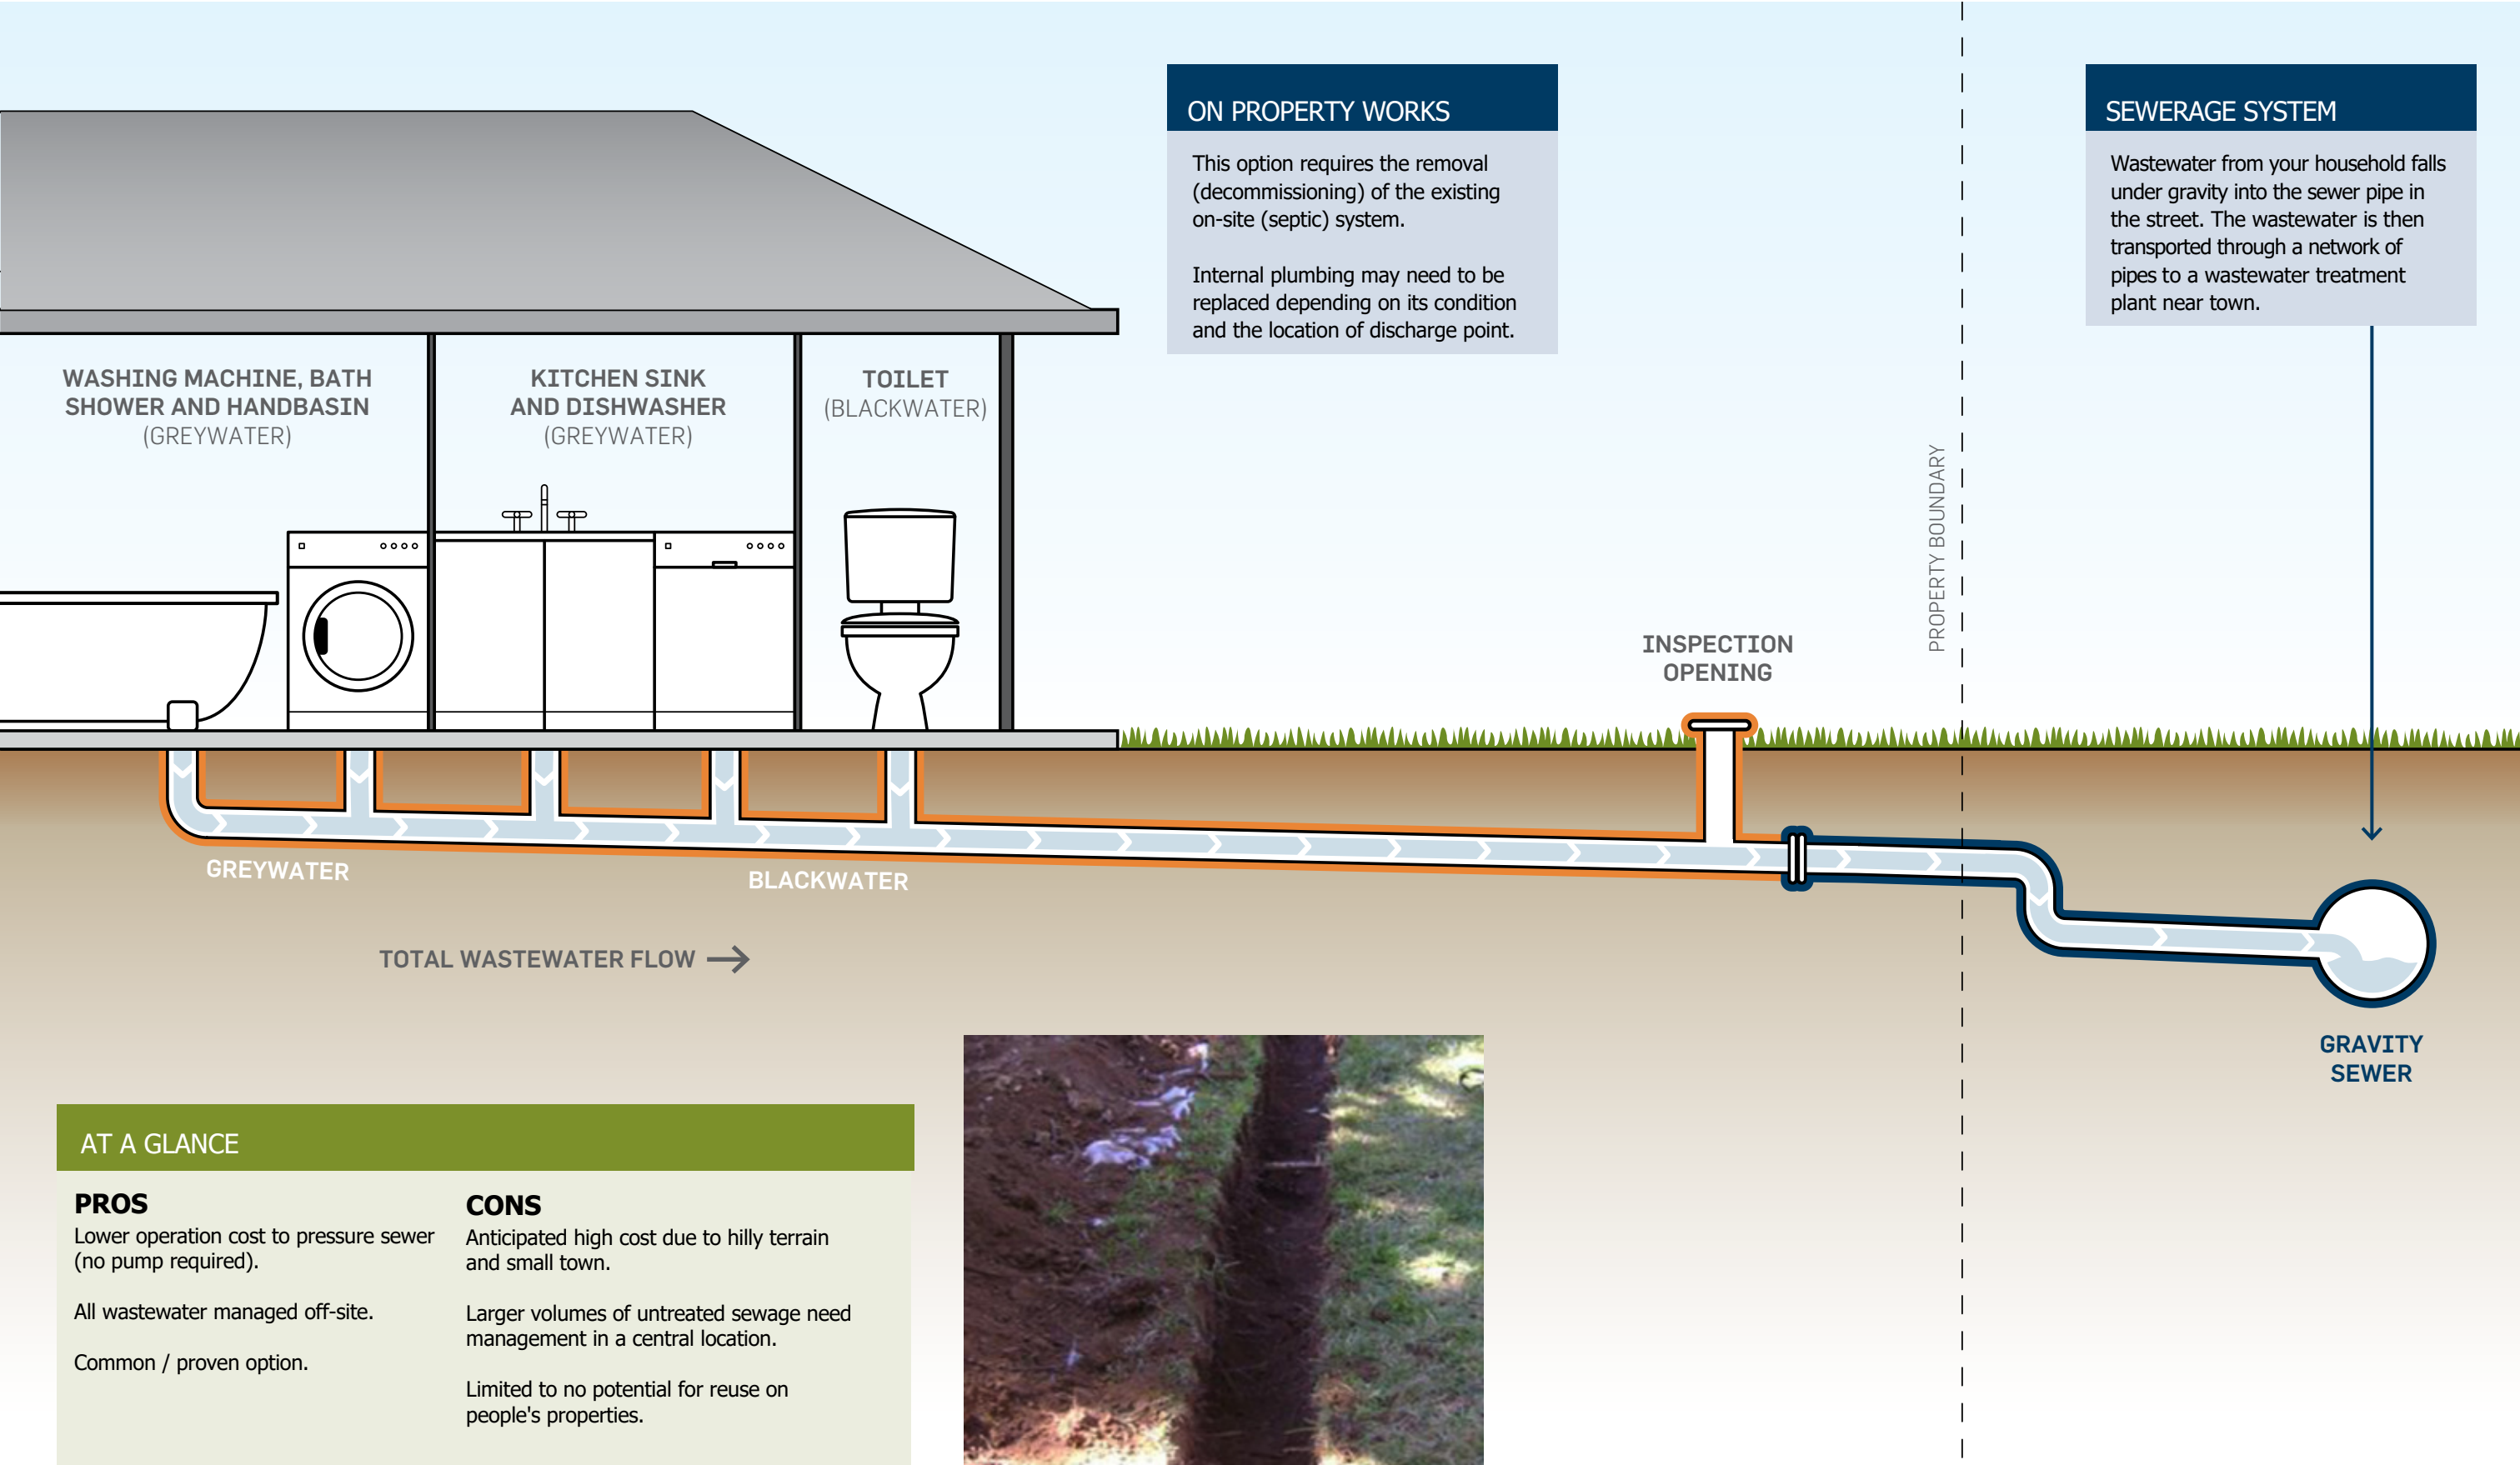 ON PROPERTY WORKS
This option requires the removal
(decommissioning) of the existing
on-site (septic) system.
Internal plumbing may need to be
replaced depending on its condition
and the location of discharge point.
SEWERAGE SYSTEM
Wastewater from your household falls
under gravity into the sewer pipe in
the street. The wastewater is then
transported through a network of
pipes to a wastewater treatment
plant near town.
WASHING MACHINE, BATH
SHOWER AND HANDBASIN
(GREYWATER)
KITCHEN SINK
AND DISHWASHER
(GREYWATER)
TOILET
(BLACKWATER)
PROPERTY BOUNDARY
INSPECTION
OPENING
GREYWATER
BLACKWATER
TOTAL WASTEWATER FLOW
GRAVITY
SEWER
AT A GLANCE
PROS
Lower operation cost to pressure sewer
(no pump required).
All wastewater managed off-site.
Common / proven option.
CONS
Anticipated high cost due to hilly terrain
and small town.
Larger volumes of untreated sewage need
management in a central location.
Limited to no potential for reuse on
people's properties.